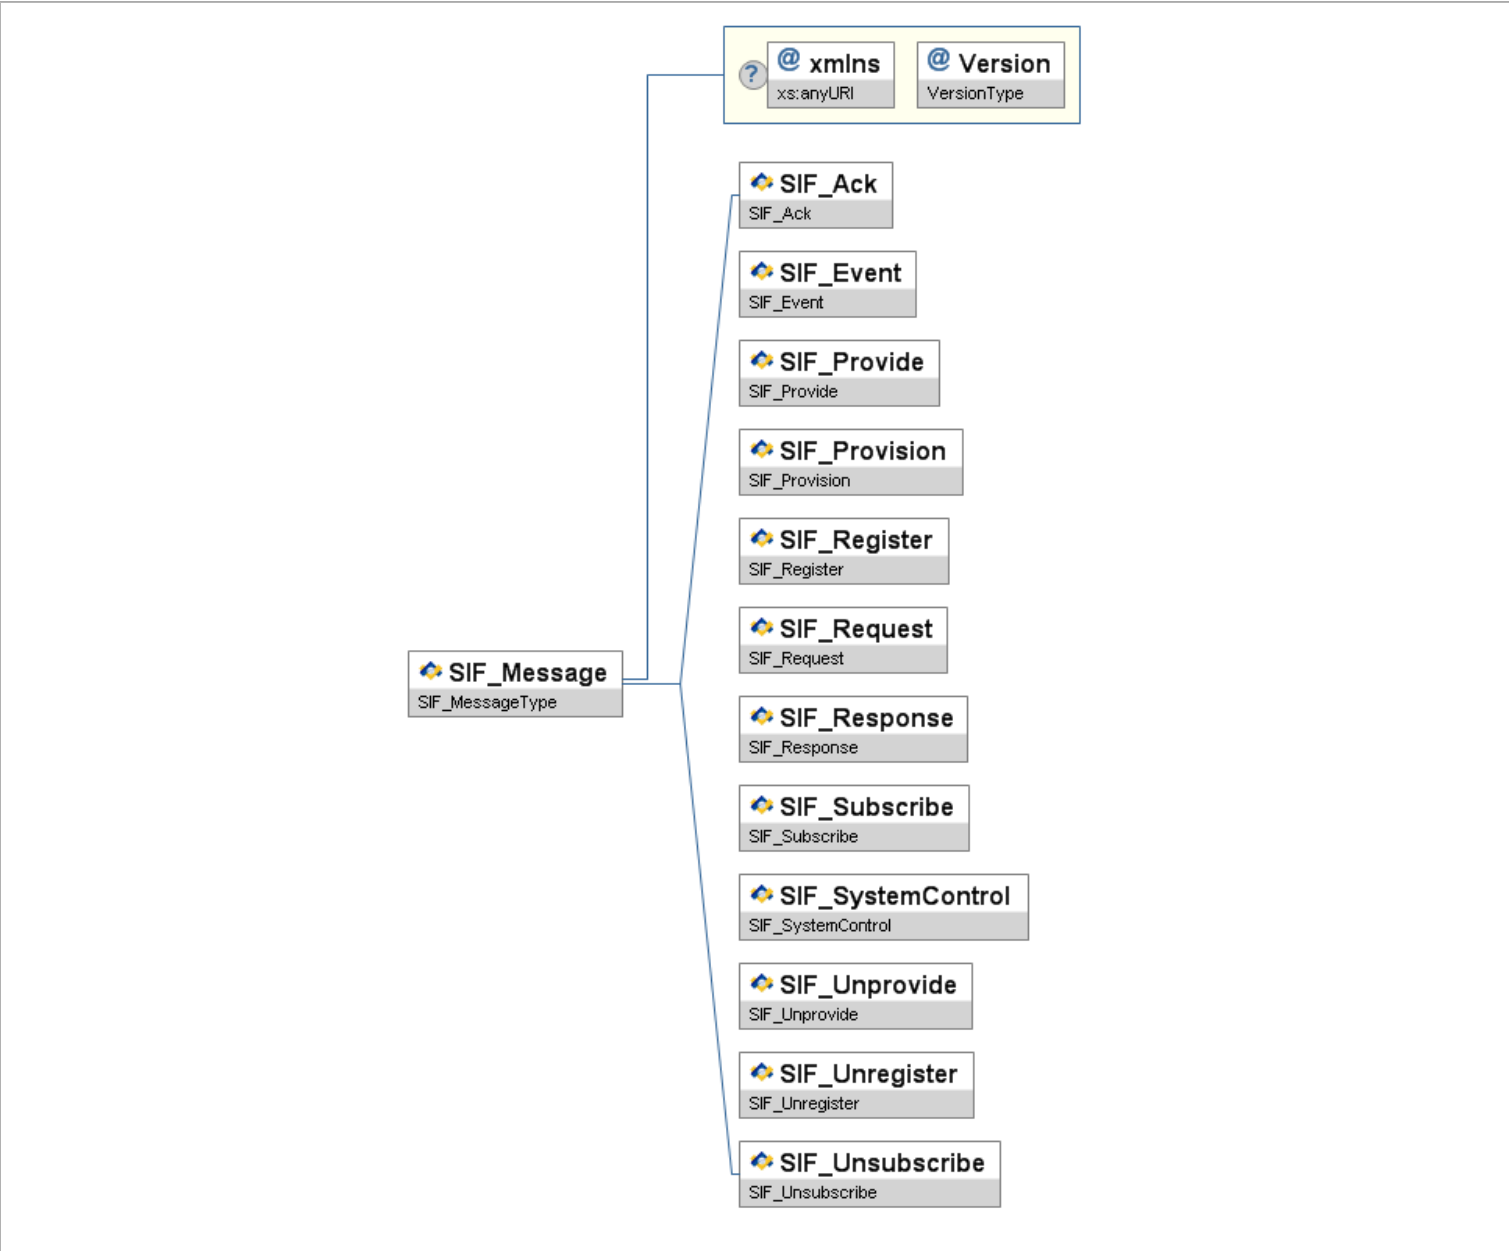 ? @ xmlns @ Version
xs:anyURI VersionType
SIF_Ack
SIF_Ack
SIF_Event
SIF_Event
SIF_Provide
SIF_Provide
SIF_Provision
SIF_Provision
SIF_Register
SIF_Register
SIF_Request
SIF_Request
SIF_Message
SIF_MessageType
SIF_Response
SIF_Response
SIF_Subscribe
SIF_Subscribe
SIF_SystemControl
SIF_SystemControl
SIF_Unprovide
SIF_Unprovide
SIF_Unregister
SIF_Unregister
SIF_Unsubscribe
SIF_Unsubscribe